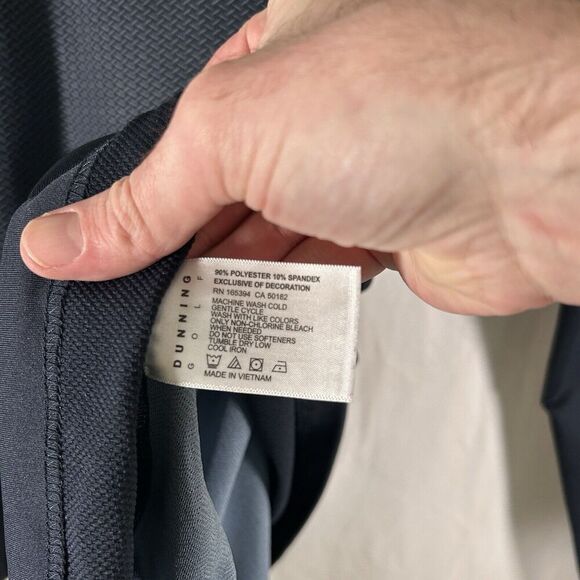 DUNNING
GOLF
90% POLYESTER 10% SPANDEX
EXCLUSIVE OF DECORATION
RN 165394 CA 50162
MACHINE WASH COLD
GENTLE CYCLE
WASH WITH LIKE COLORS
ONLY NON-CHLORINE BLEACH
WHEN NEEDED
DO NOT USE SOFTENERS
TUMBLE DRY LOW
COOL IRON
MADE IN VIETNAM